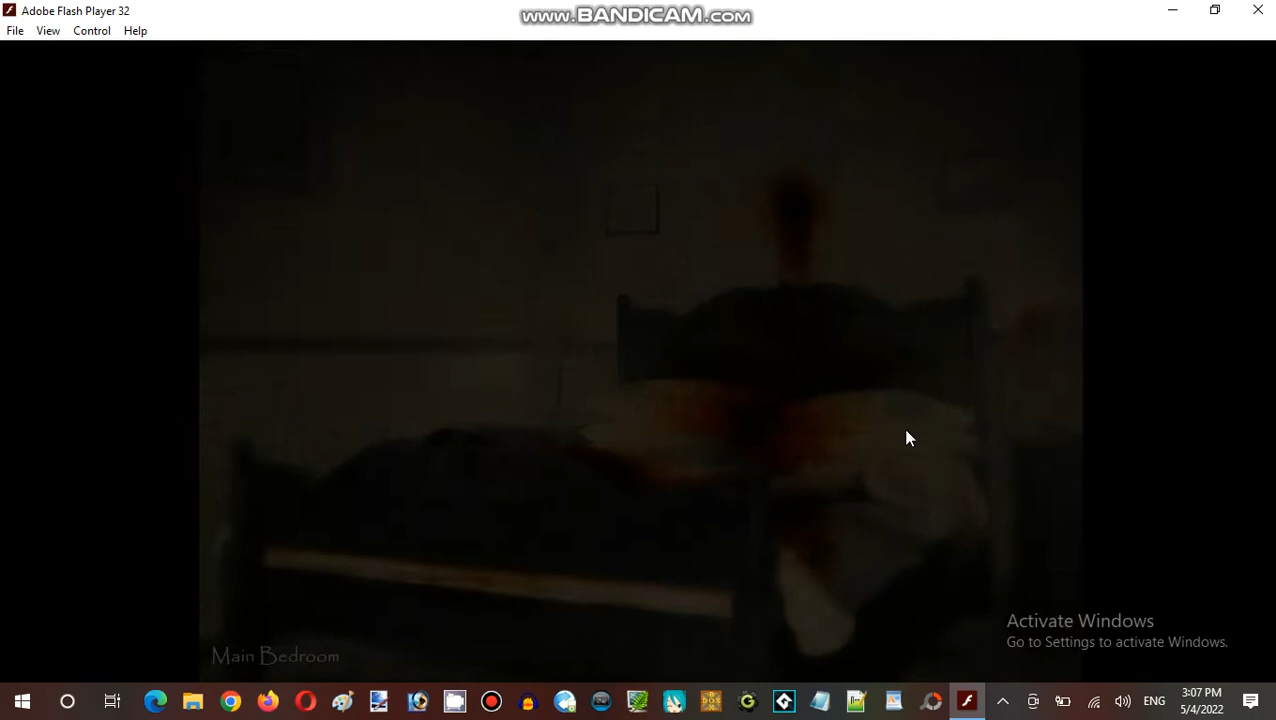 Adobe Flash Player 32
www.BANDICAM.com
File View Control Help
Activate Windows
Go to Settings to activate Windows.
Main Bedroom
ENG
3:07 PM
5/4/2022